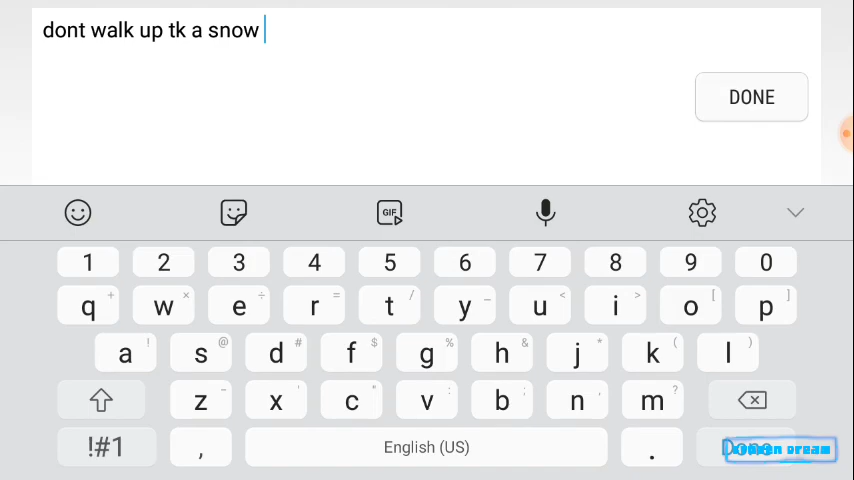 dont walk up tk a snow
DONE
GIF
1 2 3 4 5 6 7 8 9 0
q + w × e ÷ r = t / y _ u < i > o [ p ]
a ! s @ d # f $ g % h & j * k ( l )
z - x ' c " v : b ; n , m ?
!#1 , English (US) .